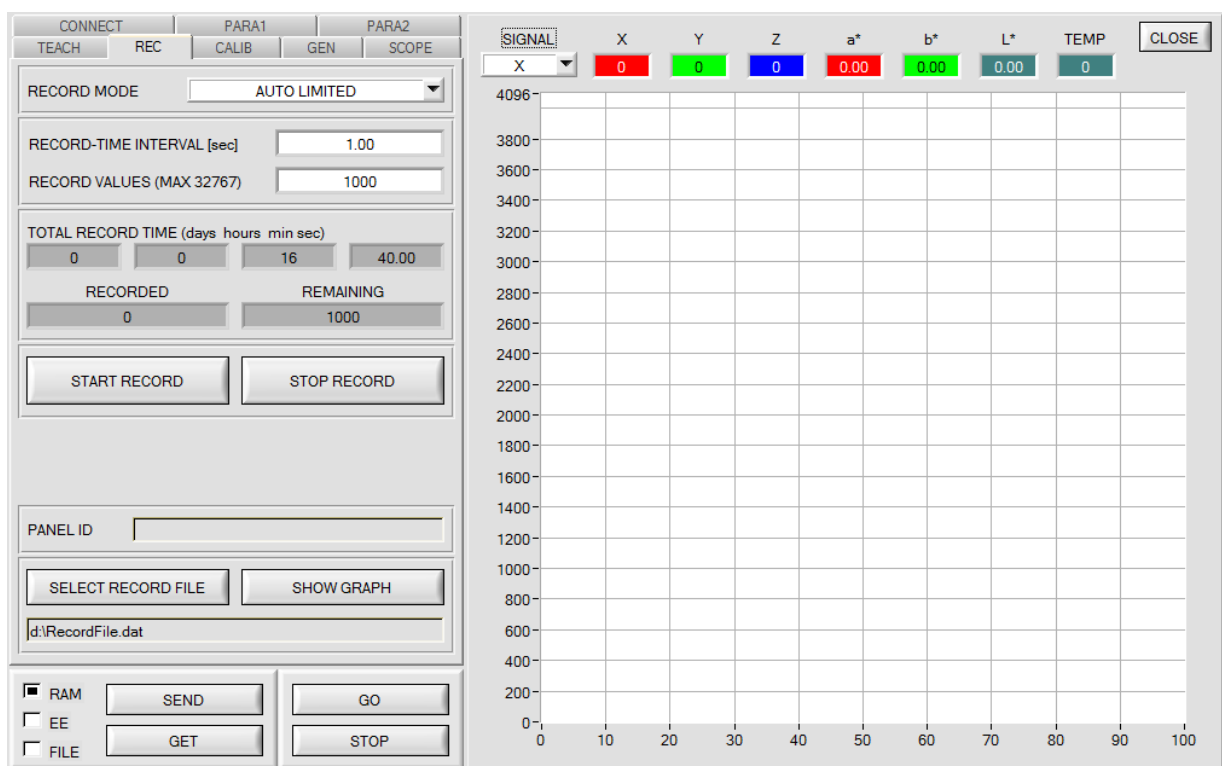 CONNECT PARA1 PARA2
TEACH REC CALIB GEN SCOPE
RECORD MODE AUTO LIMITED
RECORD-TIME INTERVAL [sec] 1.00
RECORD VALUES (MAX 32767) 1000
TOTAL RECORD TIME (days hours min sec)
0 0 16 40.00
RECORDED REMAINING
0 1000
START RECORD STOP RECORD
PANEL ID
SELECT RECORD FILE SHOW GRAPH
d:\RecordFile.dat
RAM
EE
FILE
SEND
GET
GO
STOP
SIGNAL X Y Z a* b* L* TEMP CLOSE
X 0 0 0 0.00 0.00 0.00 0
4096
3800
3600
3400
3200
3000
2800
2600
2400
2200
2000
1800
1600
1400
1200
1000
800
600
400
200
0
0 10 20 30 40 50 60 70 80 90 100